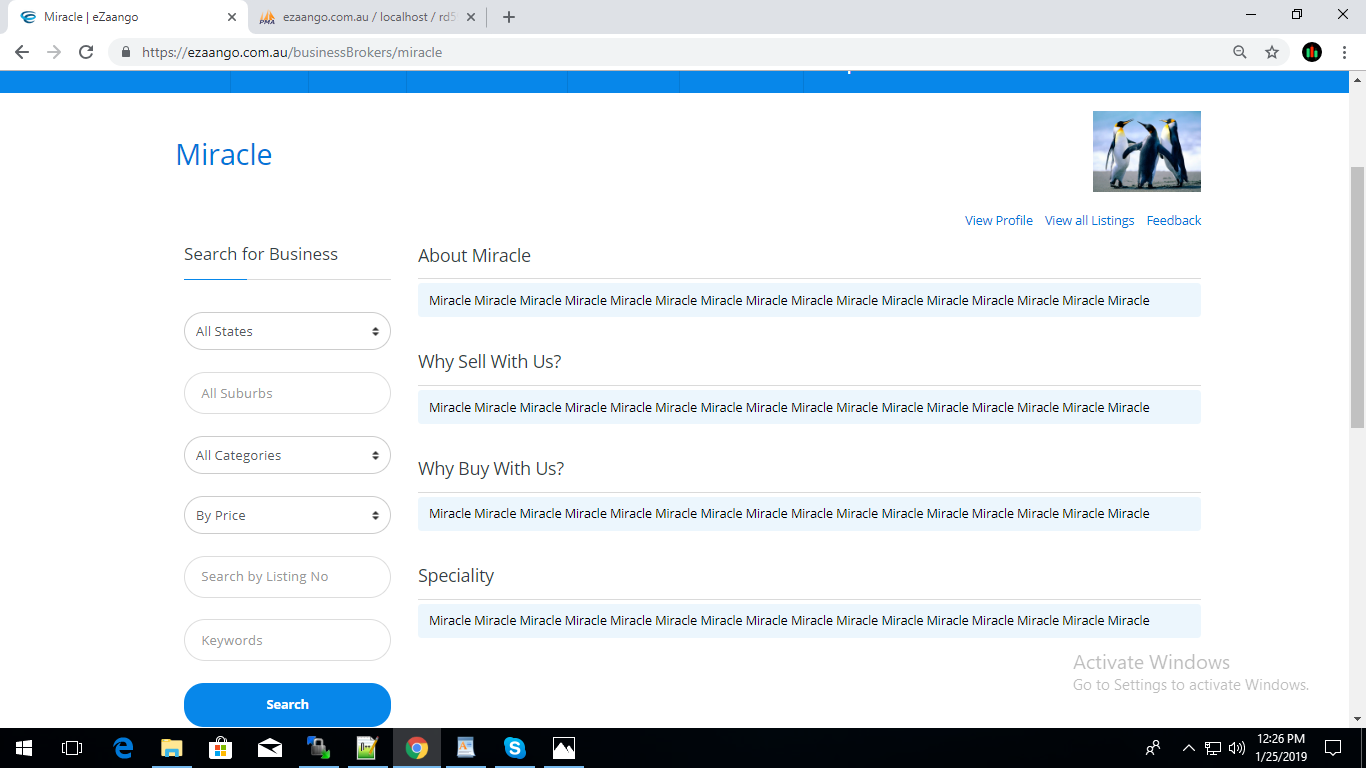 Miracle | eZaango
PMA
ezaango.com.au / localhost / rd5
https://ezaango.com.au/businessBrokers/miracle
Miracle
View Profile View all Listings Feedback
Search for Business
All States
All Suburbs
All Categories
By Price
Search by Listing No
Keywords
Search
About Miracle
Miracle Miracle Miracle Miracle Miracle Miracle Miracle Miracle Miracle Miracle Miracle Miracle Miracle Miracle Miracle Miracle
Why Sell With Us?
Miracle Miracle Miracle Miracle Miracle Miracle Miracle Miracle Miracle Miracle Miracle Miracle Miracle Miracle Miracle Miracle
Why Buy With Us?
Miracle Miracle Miracle Miracle Miracle Miracle Miracle Miracle Miracle Miracle Miracle Miracle Miracle Miracle Miracle Miracle
Speciality
Miracle Miracle Miracle Miracle Miracle Miracle Miracle Miracle Miracle Miracle Miracle Miracle Miracle Miracle Miracle Miracle
Activate Windows
Go to Settings to activate Windows.
12:26 PM
1/25/2019